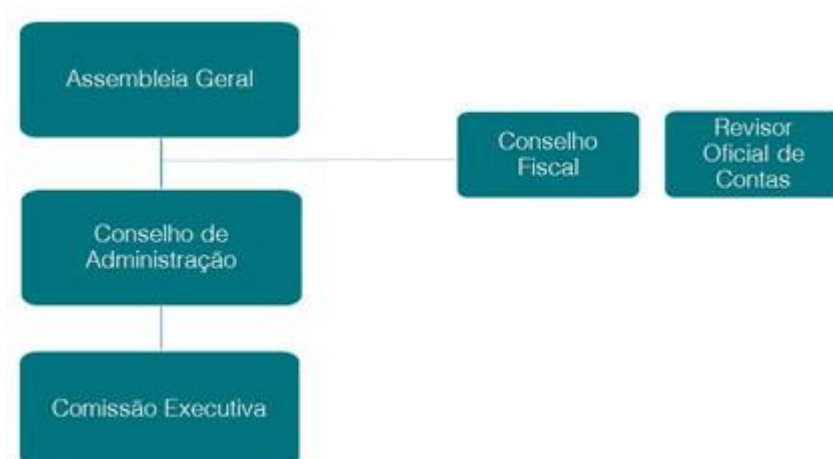 Assembleia Geral
Conselho
Fiscal
Revisor
Oficial de
Contas
Conselho de
Administração
Comissão Executiva